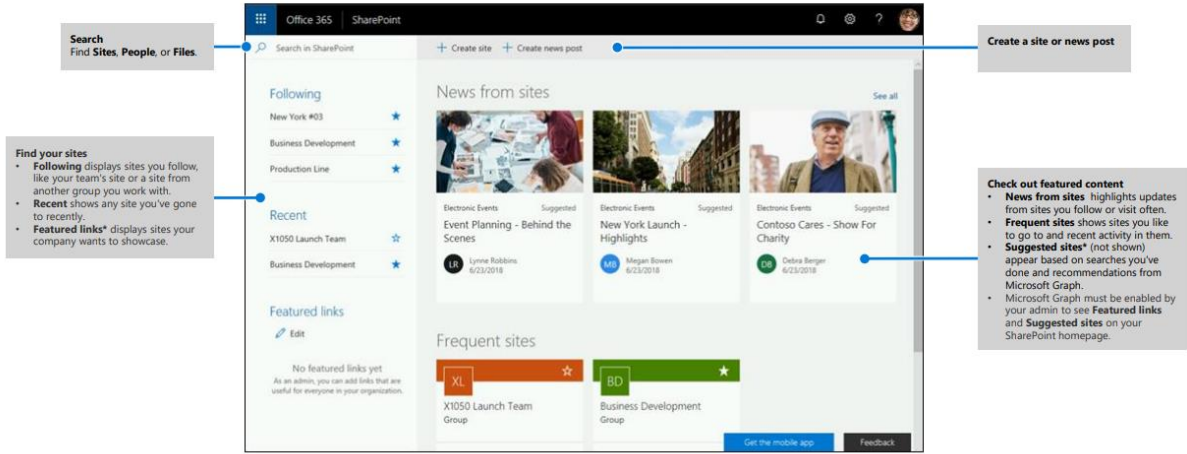 Office 365
SharePoint
?
Search
Find Sites, People, or Files.
Search in SharePoint
+ Create site
+ Create news post
Create a site or news post
Following
New York #03
Business Development
Production Line
News from sites
See all
Find your sites
• Following displays sites you follow,
like your team's site or a site from
another group you work with.
• Recent shows any site you've gone
to recently.
• Featured links* displays sites your
company wants to showcase.
Recent
X1050 Launch Team
Business Development
Electronic Events
Suggested
Event Planning - Behind the
Scenes
LR
Lynne Robbins
6/23/2018
Electronic Events
Suggested
New York Launch -
Highlights
MB
Megan Bowen
6/23/2018
Electronic Events
Suggested
Contoso Cares - Show For
Charity
DB
Debra Berger
6/23/2018
Check out featured content
• News from sites highlights updates
from sites you follow or visit often.
• Frequent sites shows sites you like
to go to and recent activity in them.
• Suggested sites* (not shown)
appear based on searches you've
done and recommendations from
Microsoft Graph.
• Microsoft Graph must be enabled by
your admin to see Featured links
and Suggested sites on your
SharePoint homepage.
Featured links
Edit
No featured links yet
As an admin, you can add links that are
useful for everyone in your organization.
Frequent sites
XL
X1050 Launch Team
Group
BD
Business Development
Group
Get the mobile app
Feedback